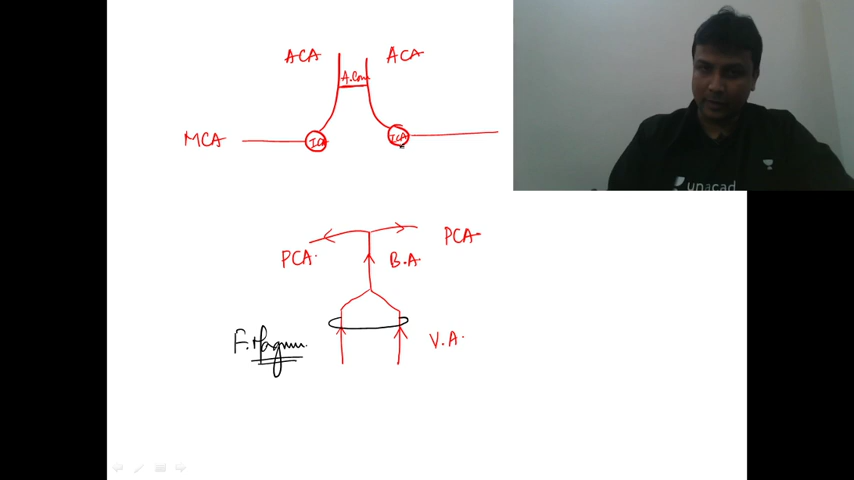 ACA ACA
A.Com
MCA ICA ICA
unacad
PCA. PCA
B.A.
F. Magnum.
V.A.